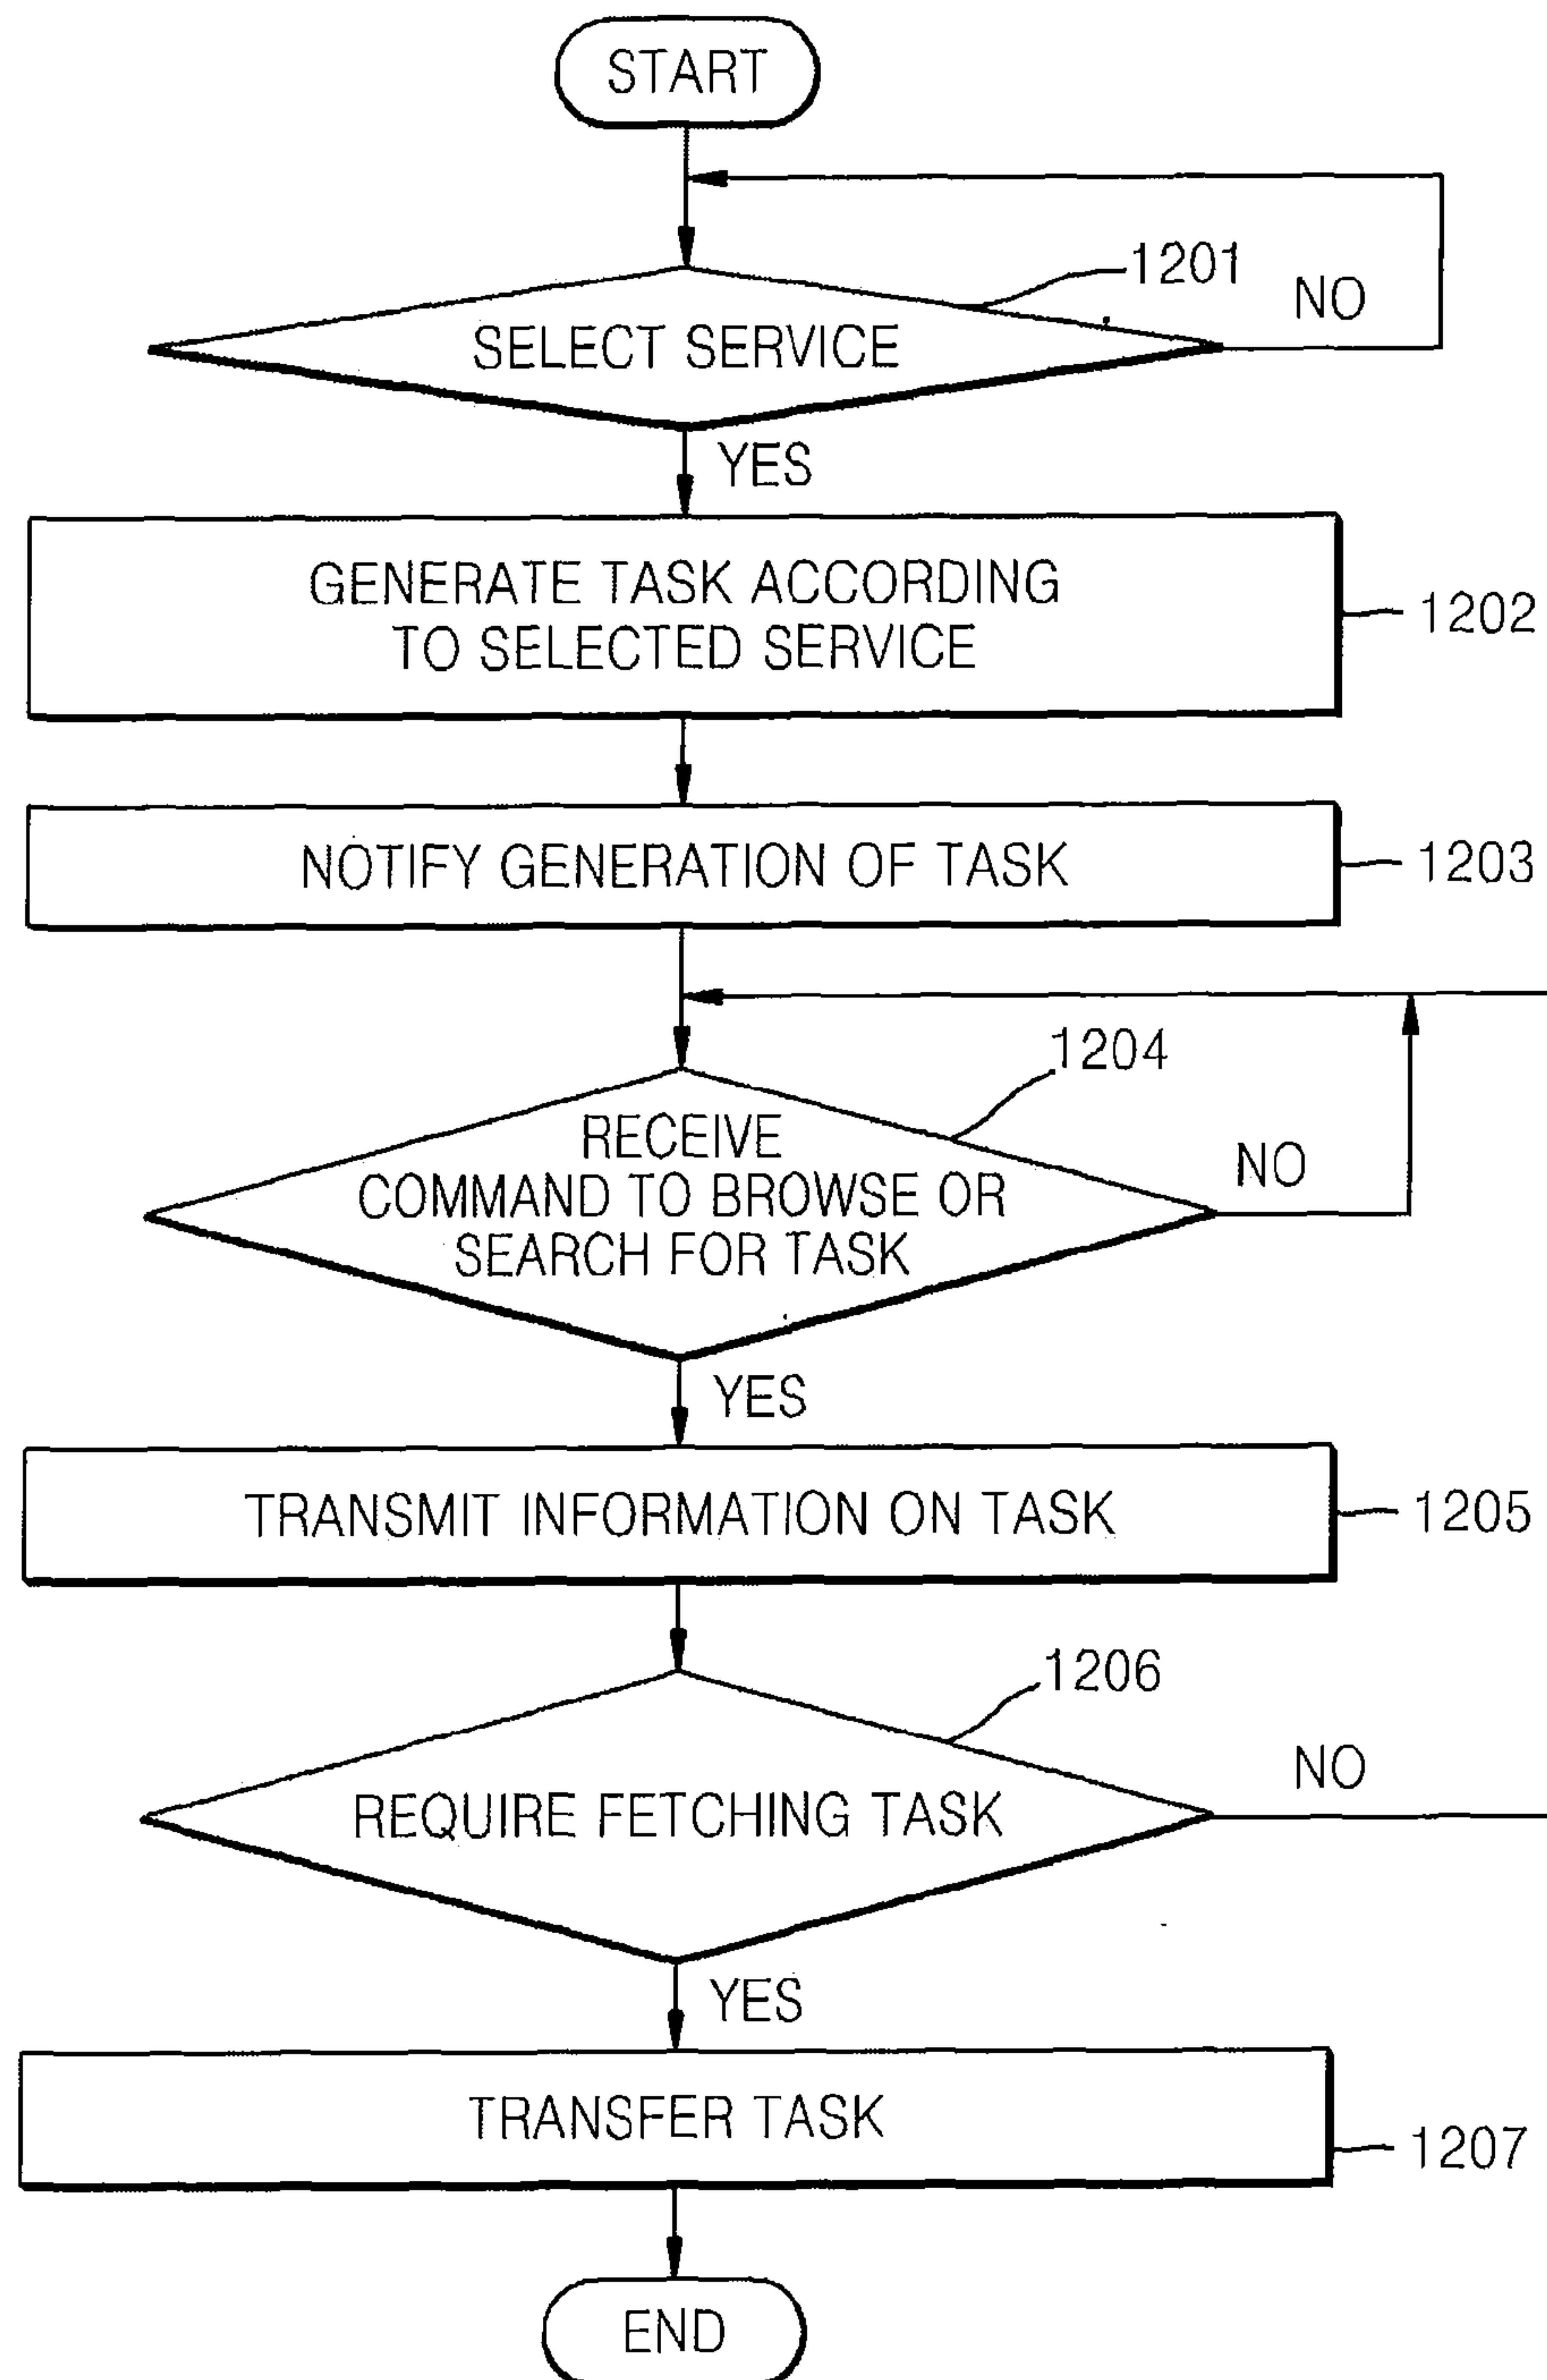 START
1201
NO
SELECT SERVICE
YES
GENERATE TASK ACCORDING
TO SELECTED SERVICE
1202
NOTIFY GENERATION OF TASK
1203
1204
RECEIVE
COMMAND TO BROWSE OR
SEARCH FOR TASK
NO
YES
TRANSMIT INFORMATION ON TASK
1205
1206
NO
REQUIRE FETCHING TASK
YES
TRANSFER TASK
1207
END